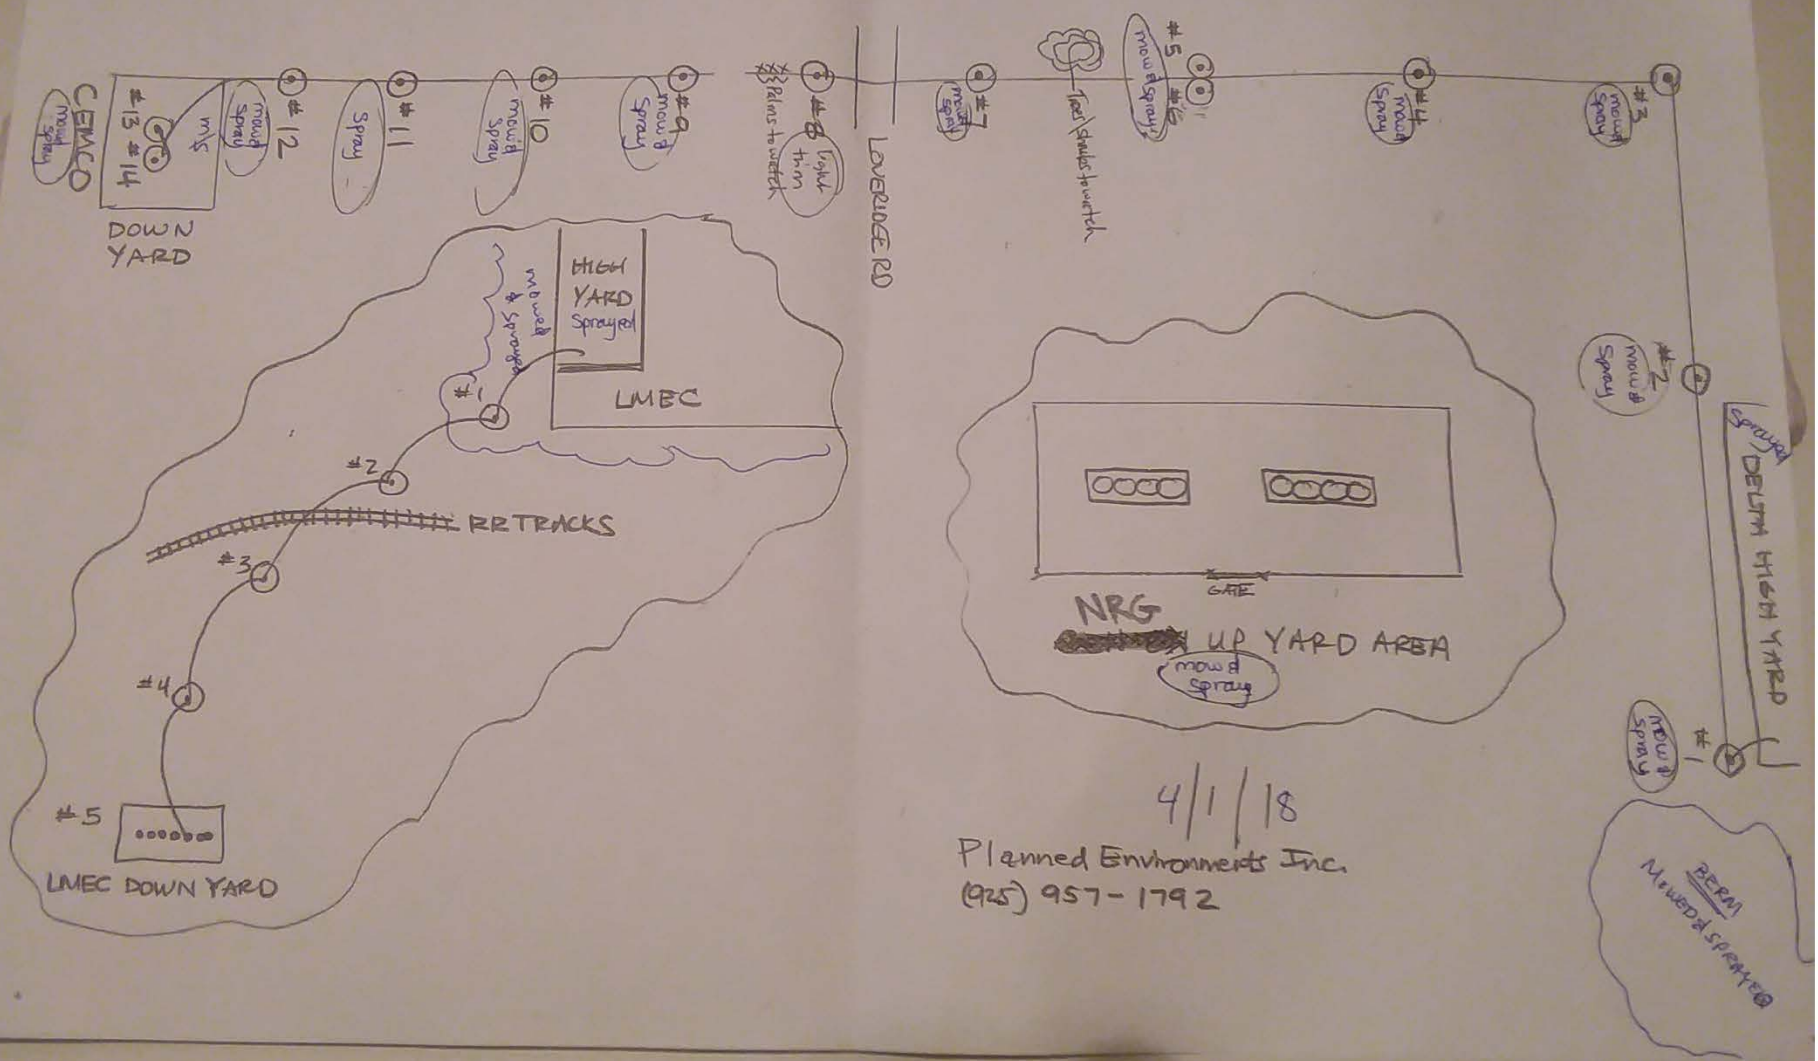 CEMCO
mow &
Spray
#13
#14
m/s
DOWN
YARD
#12
mow &
Spray
#11
Spray
#10
mow &
Spray
#9
mow &
Spray
Palms to watch
#8
light
thin
LOVERIDGE RD
#7
mow &
Spray
Trees/shrubs to watch
#5
#6
mow & Spray
#4
mow &
Spray
#3
mow &
Spray
#2
mow &
Spray
Sprayed
DELTA HIGH YARD
#1
mow &
spray
BERM
MOWED & SPRAYED
HIGH
YARD
Sprayed
mowed
& Sprayed
LMEC
#1
#2
RR TRACKS
#3
#4
#5
LMEC DOWN YARD
GATE
NRG
UP YARD AREA
mow &
spray
4/1/18
Planned Environments Inc.
(925) 957-1792